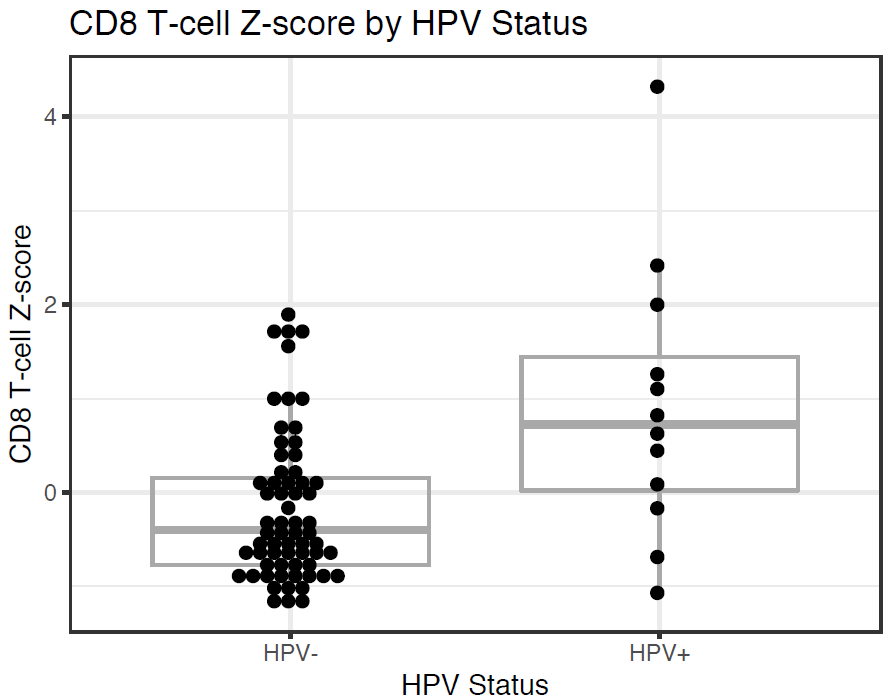 CD8 T-cell Z-score by HPV Status
CD8 T-cell Z-score
4
2
0
HPV-
HPV+
HPV Status